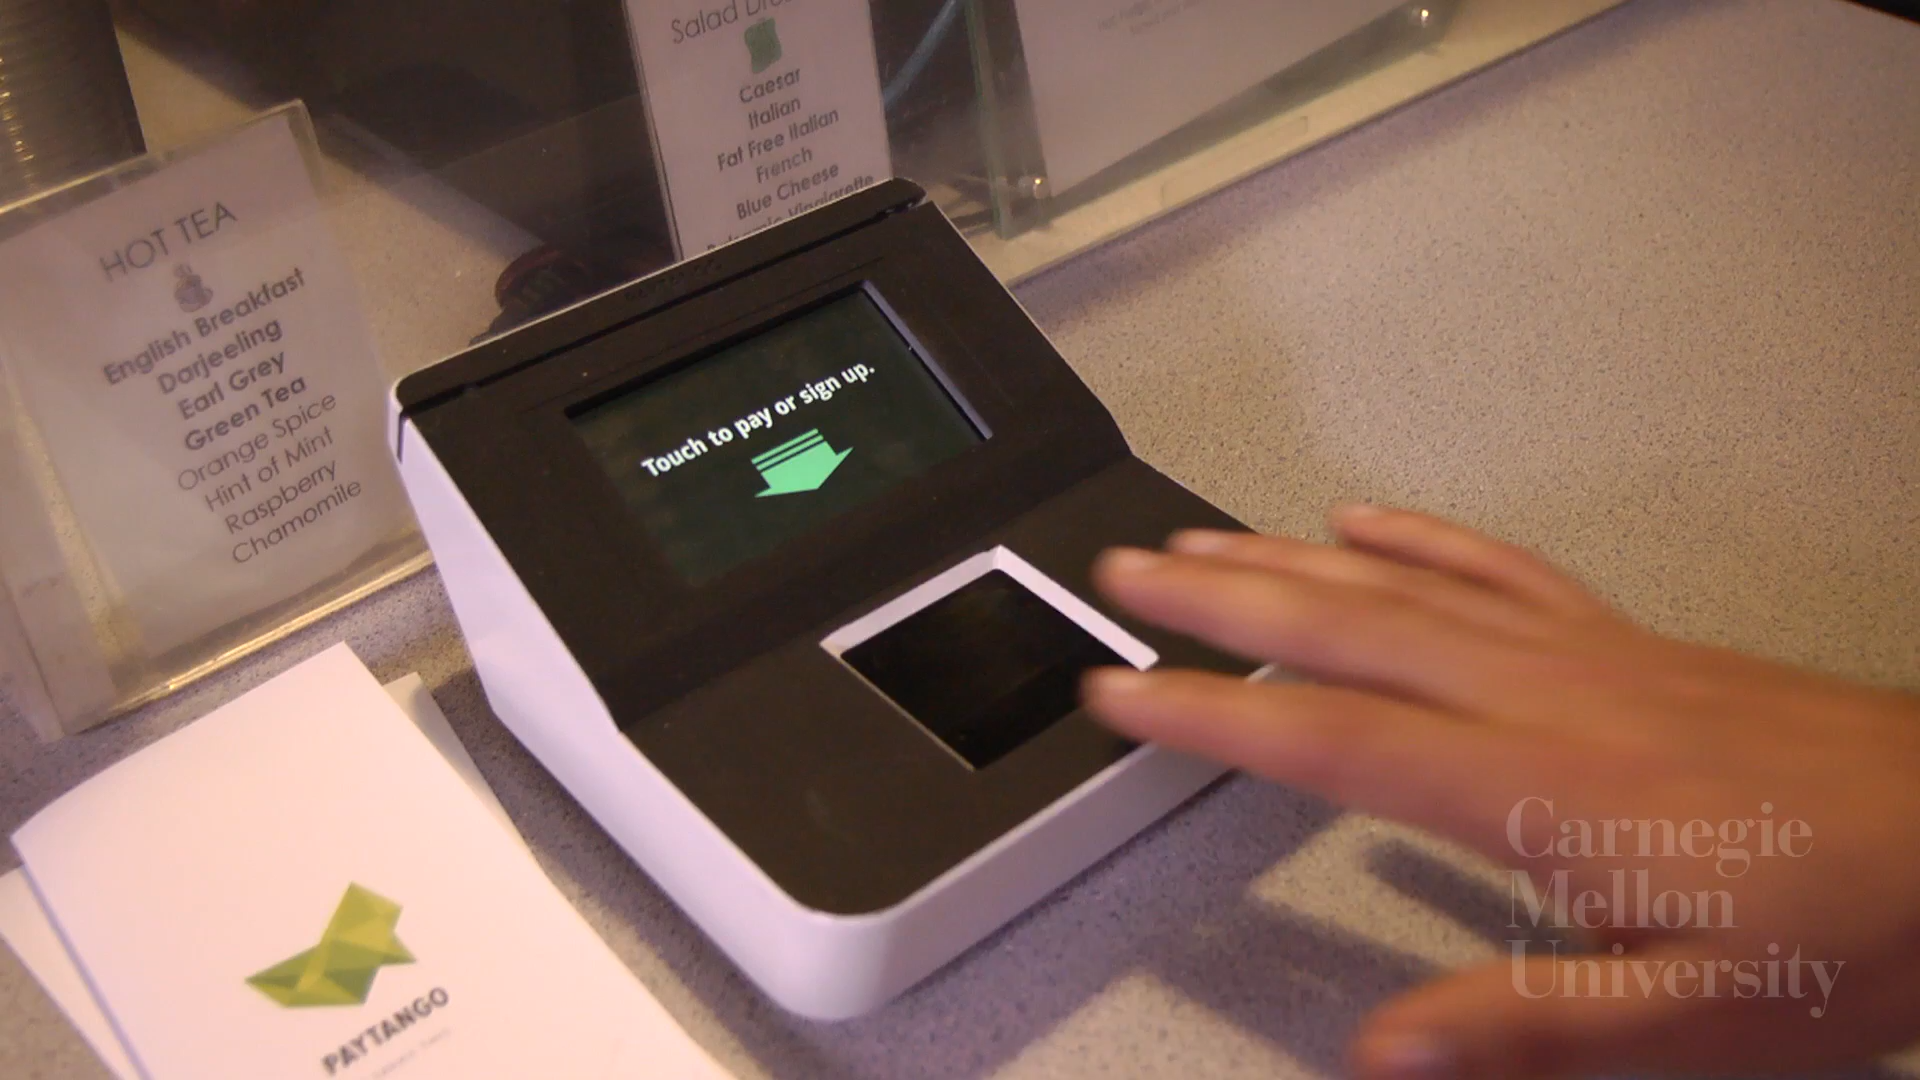 HOT TEA
English Breakfast
Darjeeling
Earl Grey
Green Tea
Orange Spice
Hint of Mint
Raspberry
Chamomile
Salad
Caesar
Italian
Fat Free Italian
French
Blue Cheese
Touch to pay or sign up.
PAYTANGO
Carnegie
Mellon
University